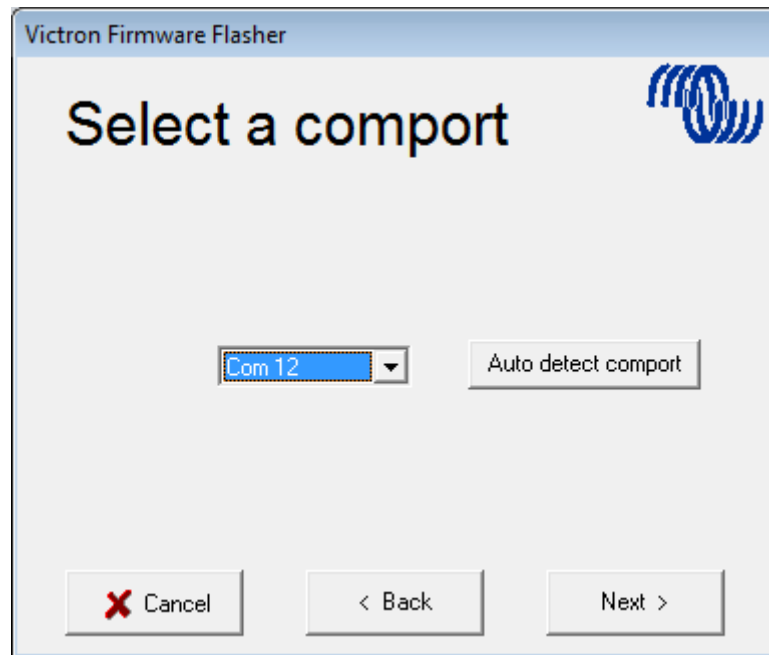 Victron Firmware Flasher
Select a comport
Com 12
Auto detect comport
Cancel
< Back
Next >